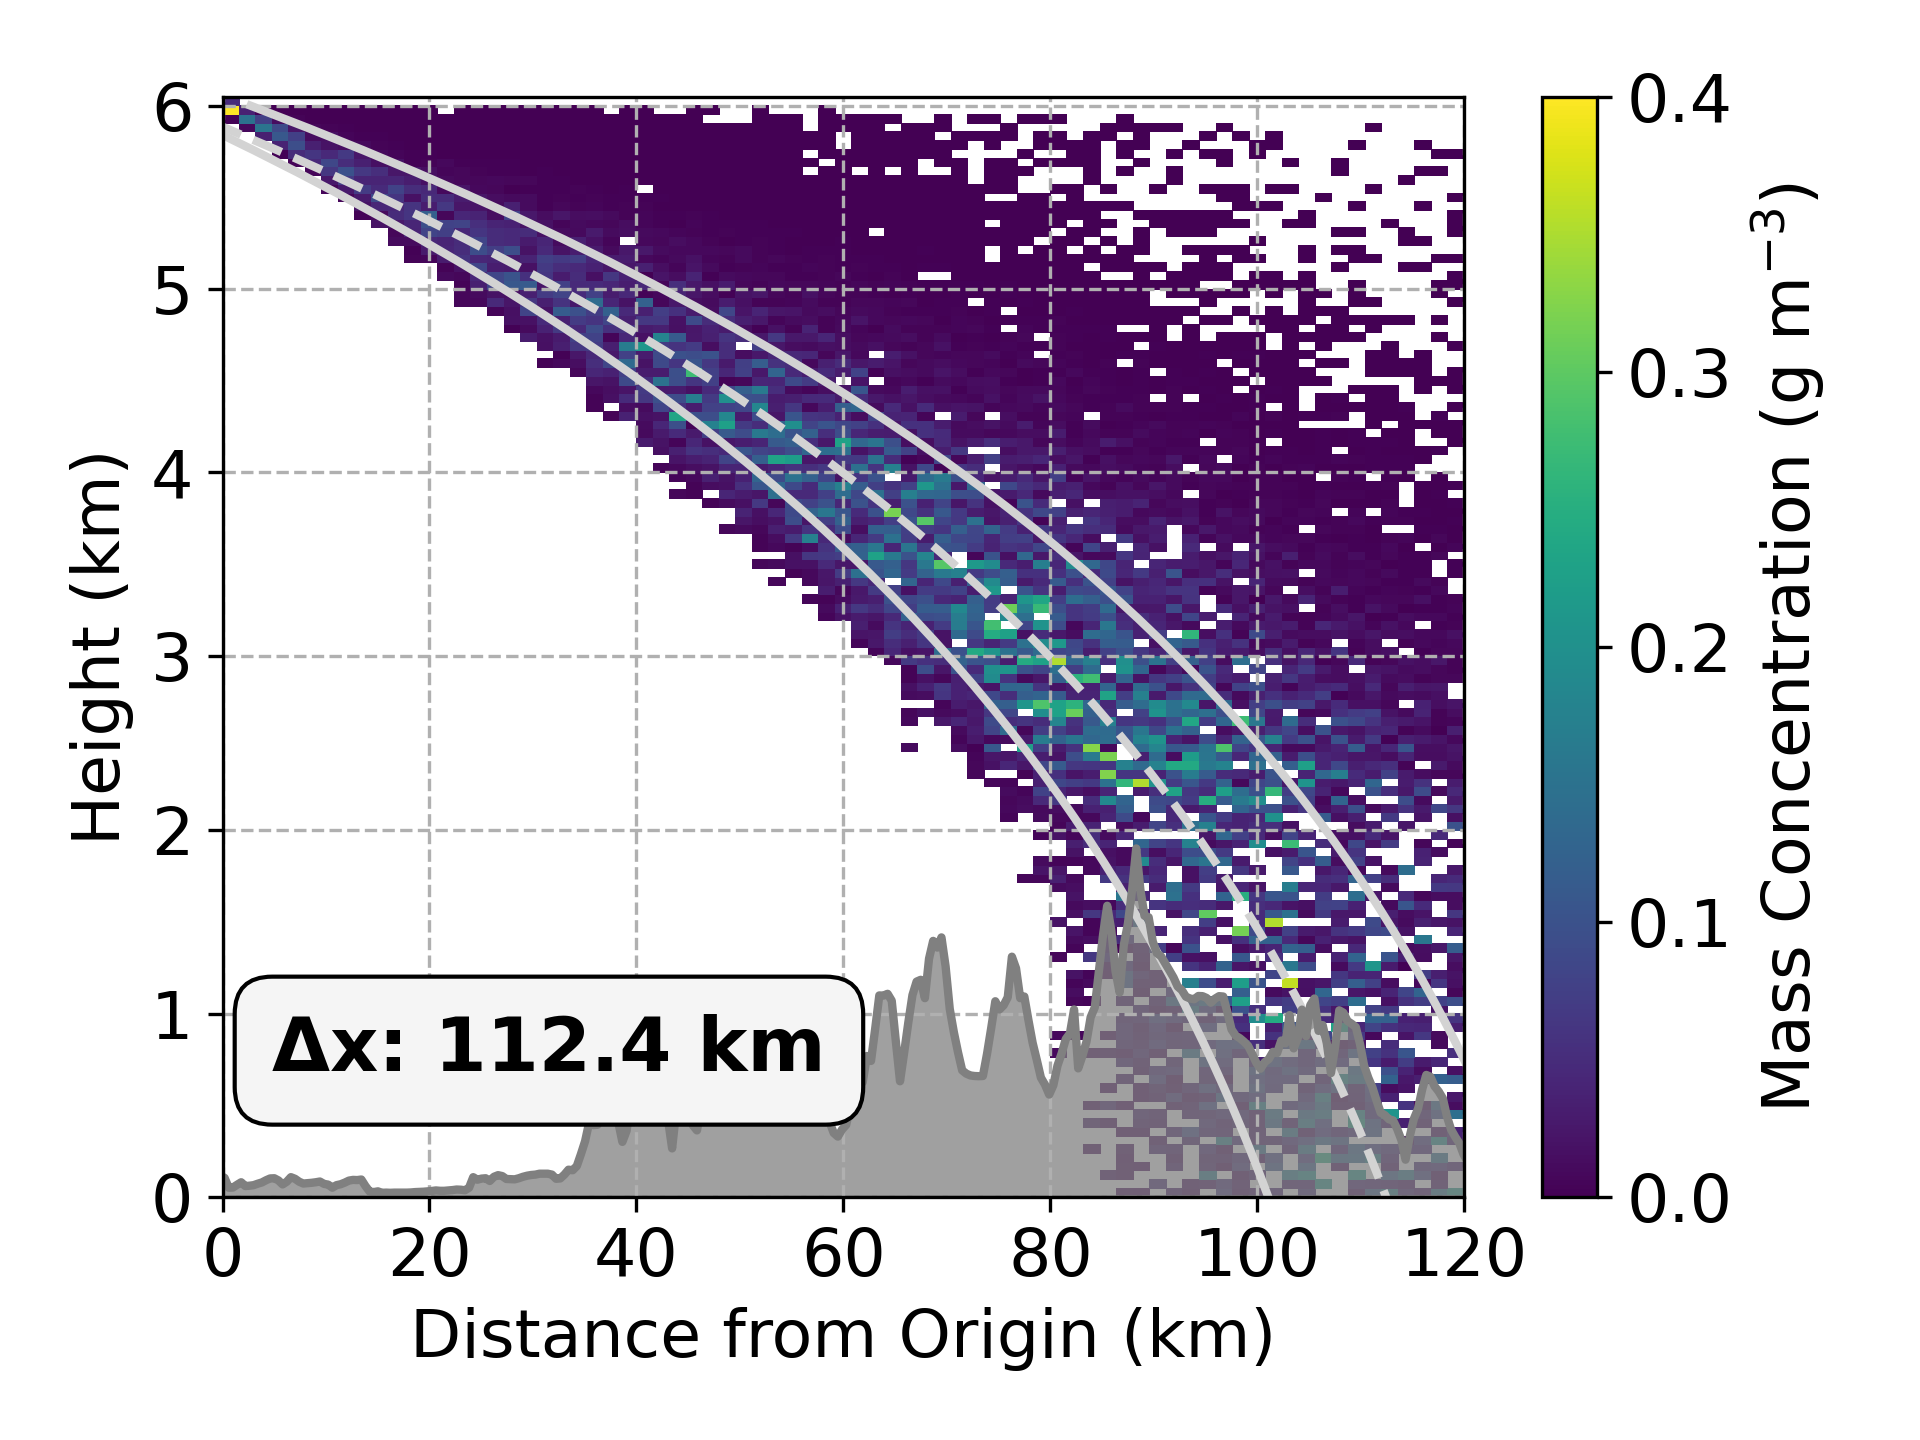 6
5
4
3
2
1
0
Height (km)
Δx: 112.4 km
0 20 40 60 80 100 120
Distance from Origin (km)
0.4
0.3
0.2
0.1
0.0
Mass Concentration (g m⁻³)